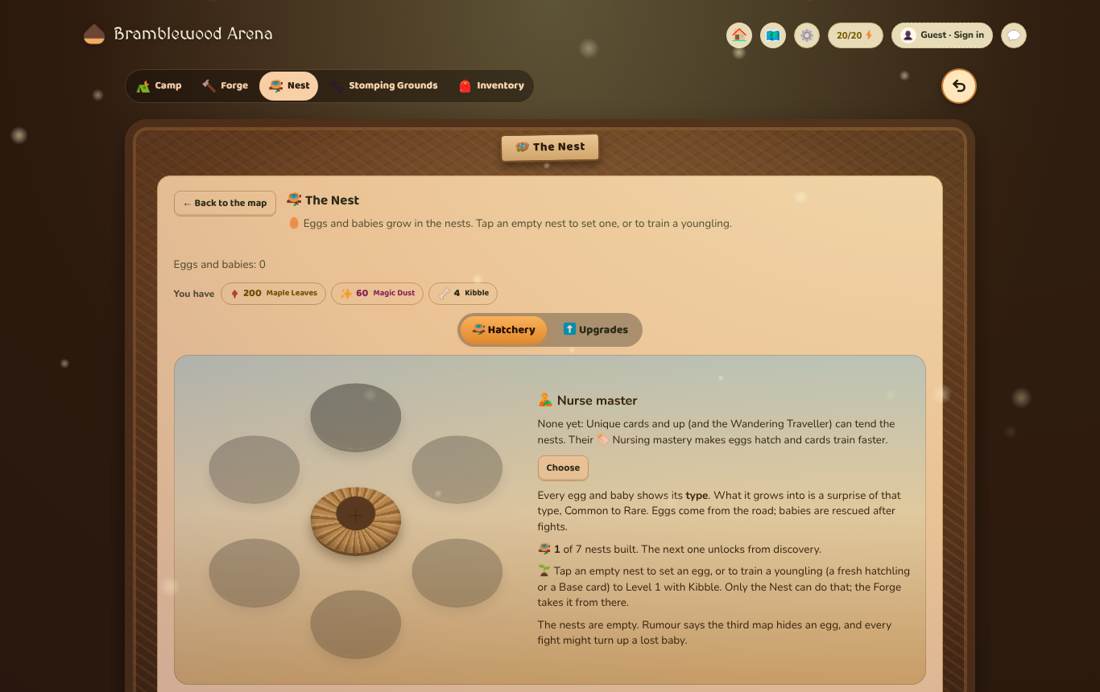 Bramblewood Arena
20/20
Guest · Sign in
Camp
Forge
Nest
Stomping Grounds
Inventory
The Nest
← Back to the map
The Nest
Eggs and babies grow in the nests. Tap an empty nest to set one, or to train a youngling.
Eggs and babies: 0
You have
200 Maple Leaves
60 Magic Dust
4 Kibble
Hatchery
Upgrades
Nurse master
None yet: Unique cards and up (and the Wandering Traveller) can tend the
nests. Their Nursing mastery makes eggs hatch and cards train faster.
Choose
Every egg and baby shows its type. What it grows into is a surprise of that
type, Common to Rare. Eggs come from the road; babies are rescued after
fights.
1 of 7 nests built. The next one unlocks from discovery.
Tap an empty nest to set an egg, or to train a youngling (a fresh hatchling
or a Base card) to Level 1 with Kibble. Only the Nest can do that; the Forge
takes it from there.
The nests are empty. Rumour says the third map hides an egg, and every
fight might turn up a lost baby.